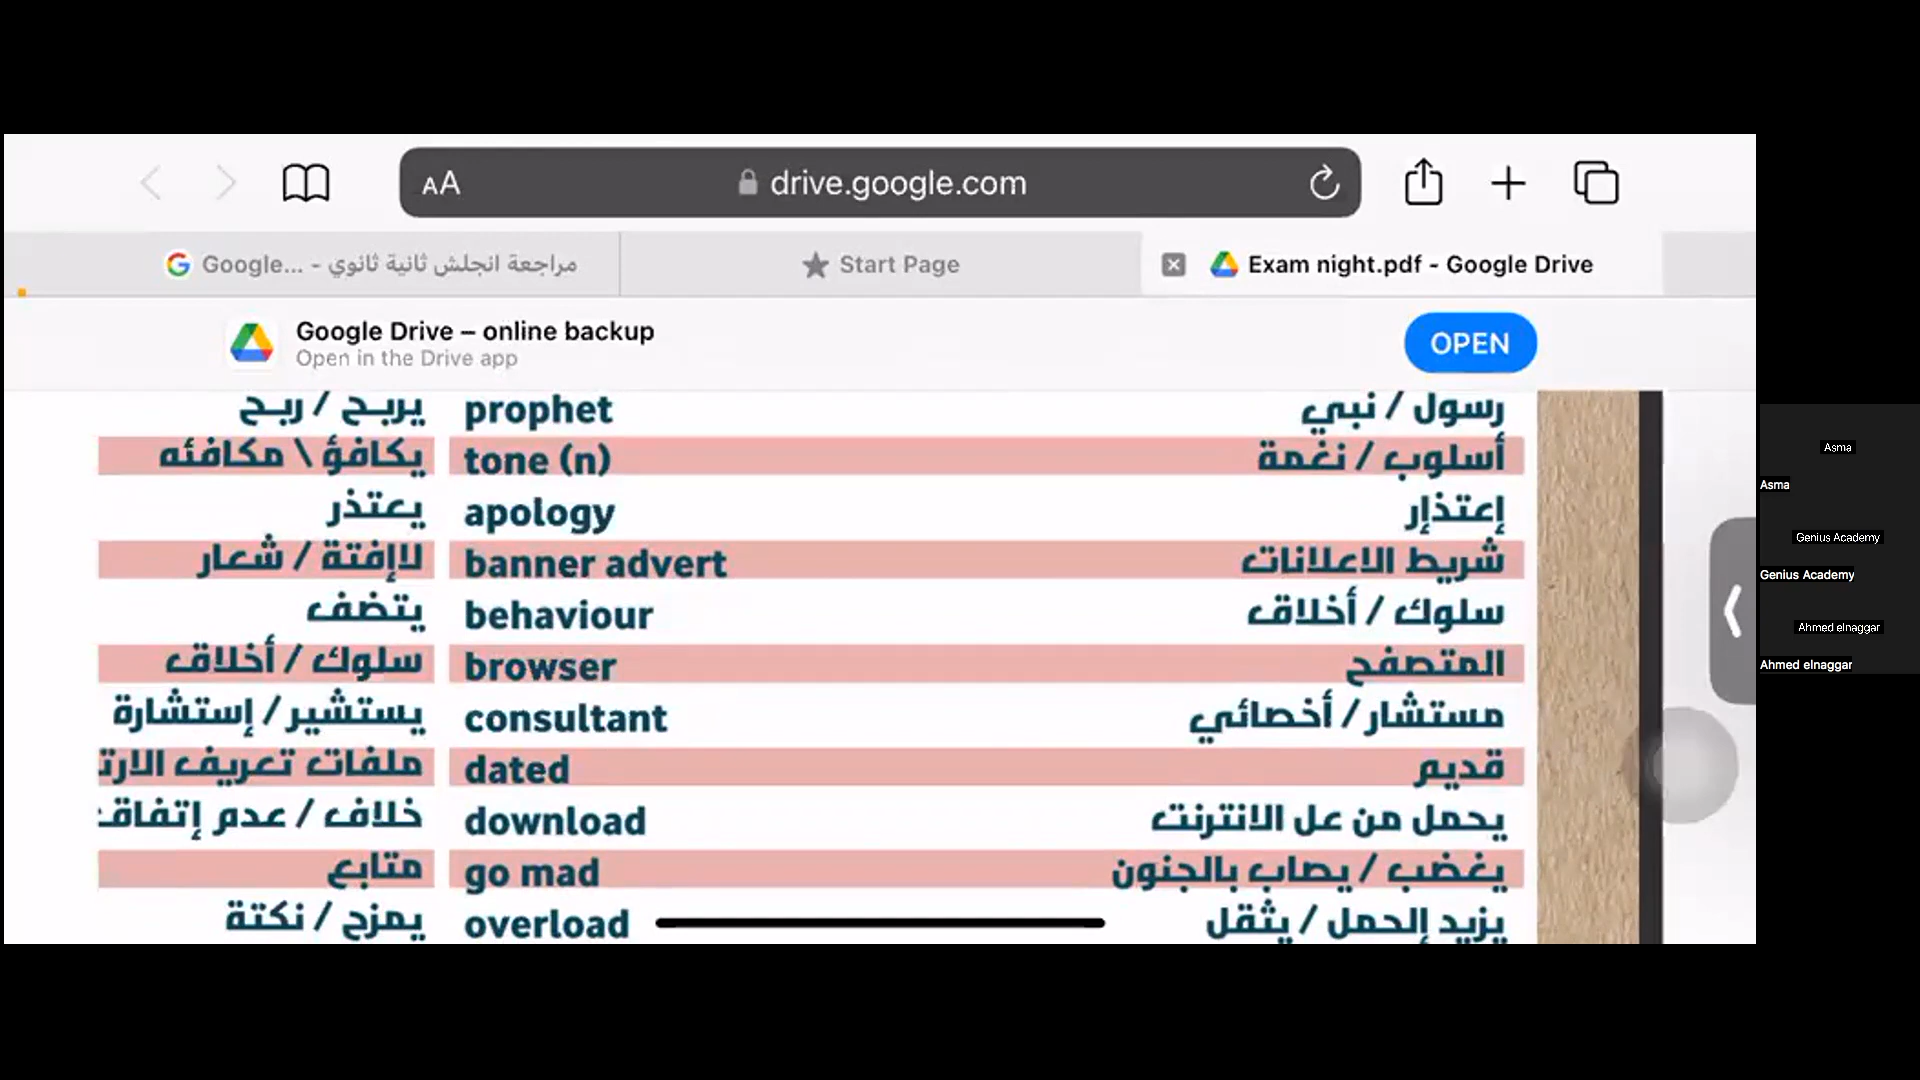 AA drive.google.com
مراجعة انجلش ثانية ثانوي - Google...
Start Page
Exam night.pdf - Google Drive
Google Drive – online backup
Open in the Drive app
OPEN
يربح / ربح prophet رسول / نبي
يكافؤ \ مكافئه tone (n) أسلوب / نغمة
يعتذر apology إعتذإر
لاإفتة / شعار banner advert شريط الاعلانات
يتضف behaviour سلوك / أخلاق
سلوك / أخلاق browser المتصفح
يستشير / إستشارة consultant مستشار / أخصائي
ملفات تعريف dated قديم
خلاف / عدم إتفاق download يحمل من عل الانترنت
متابع go mad يغضب / يصاب بالجنون
يمزح / نكتة overload يزيد إلحمل / يثقل
Asma
Asma
Genius Academy
Genius Academy
Ahmed elnaggar
Ahmed elnaggar